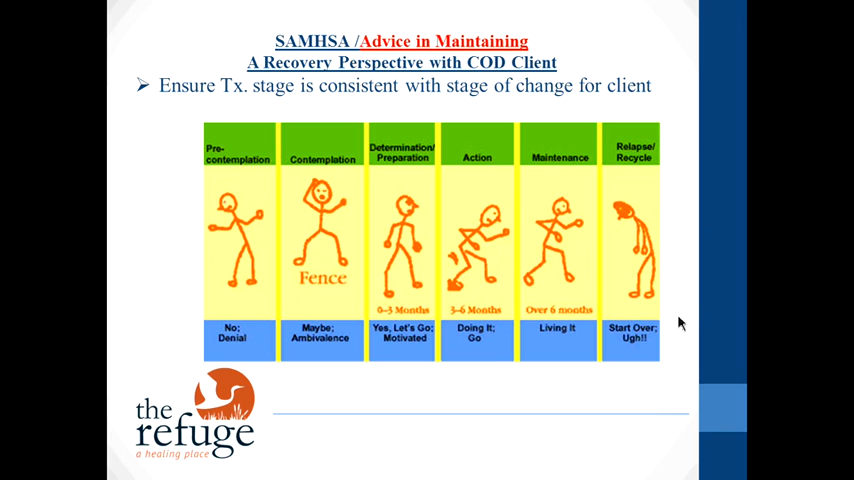 SAMHSA /Advice in Maintaining
A Recovery Perspective with COD Client
➢ Ensure Tx. stage is consistent with stage of change for client
Pre-
contemplation
Contemplation
Determination/
Preparation
Action
Maintenance
Relapse/
Recycle
Fence
0-3 Months
3-6 Months
Over 6 months
No;
Denial
Maybe;
Ambivalence
Yes, Let's Go;
Motivated
Doing It;
Go
Living It
Start Over;
Ugh!!
the
refuge
a healing place